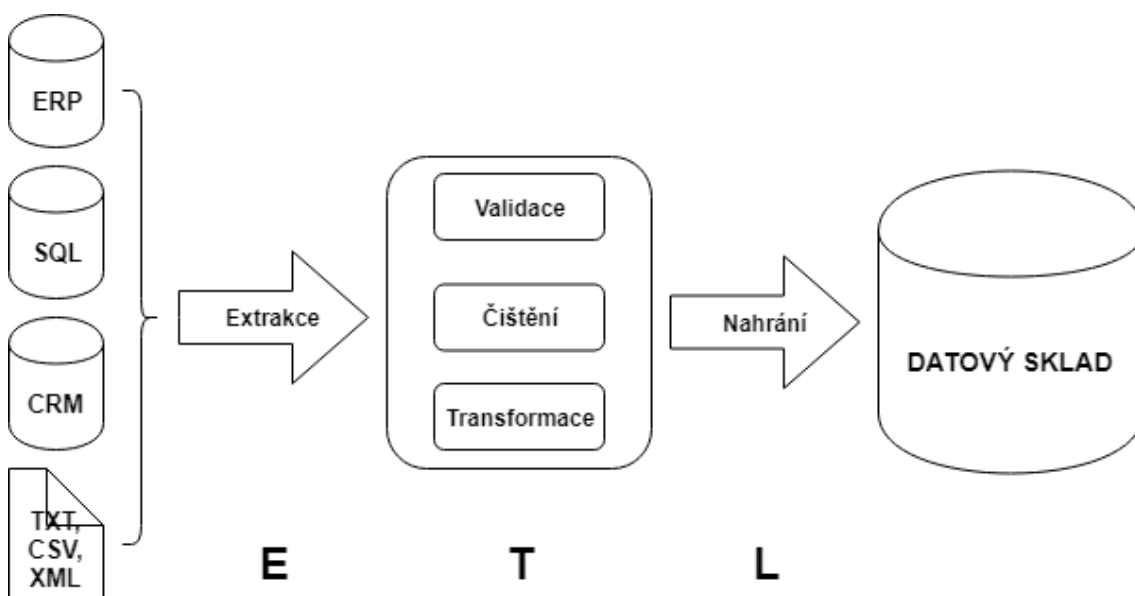 ERP
SQL
CRM
TXT,
CSV,
XML
Extrakce
Validace
Čištění
Transformace
Nahrání
DATOVÝ SKLAD
E
T
L